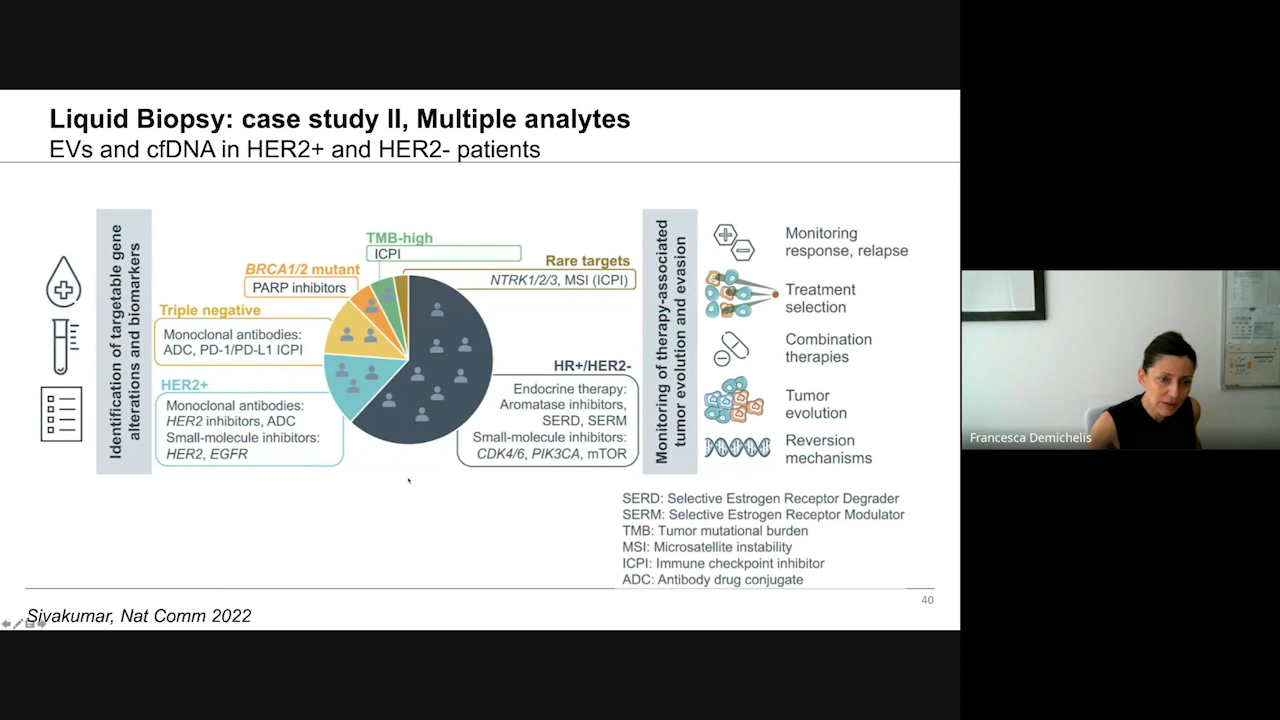 Liquid Biopsy: case study II, Multiple analytes
EVs and cfDNA in HER2+ and HER2- patients
Identification of targetable gene
alterations and biomarkers
TMB-high
ICPI
BRCA1/2 mutant
PARP inhibitors
Rare targets
NTRK1/2/3, MSI (ICPI)
Triple negative
Monoclonal antibodies:
ADC, PD-1/PD-L1 ICPI
HER2+
Monoclonal antibodies:
HER2 inhibitors, ADC
Small-molecule inhibitors:
HER2, EGFR
HR+/HER2-
Endocrine therapy:
Aromatase inhibitors,
SERD, SERM
Small-molecule inhibitors:
CDK4/6, PIK3CA, mTOR
Monitoring of therapy-associated
tumor evolution and evasion
Monitoring
response, relapse
Treatment
selection
Combination
therapies
Tumor
evolution
Reversion
mechanisms
SERD: Selective Estrogen Receptor Degrader
SERM: Selective Estrogen Receptor Modulator
TMB: Tumor mutational burden
MSI: Microsatellite instability
ICPI: Immune checkpoint inhibitor
ADC: Antibody drug conjugate
40
Sivakumar, Nat Comm 2022
Francesca Demichelis